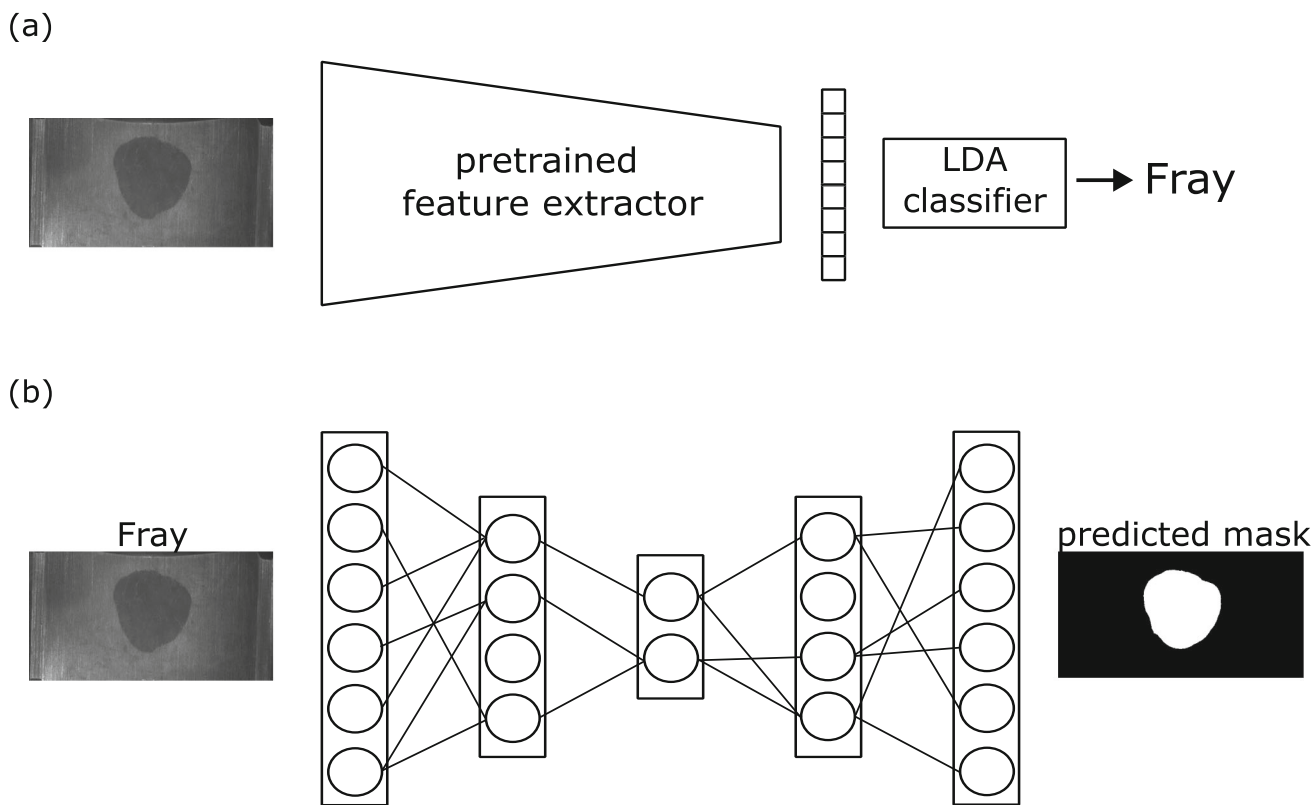 (a)
pretrained
feature extractor
LDA
classifier
Fray
(b)
Fray
predicted mask